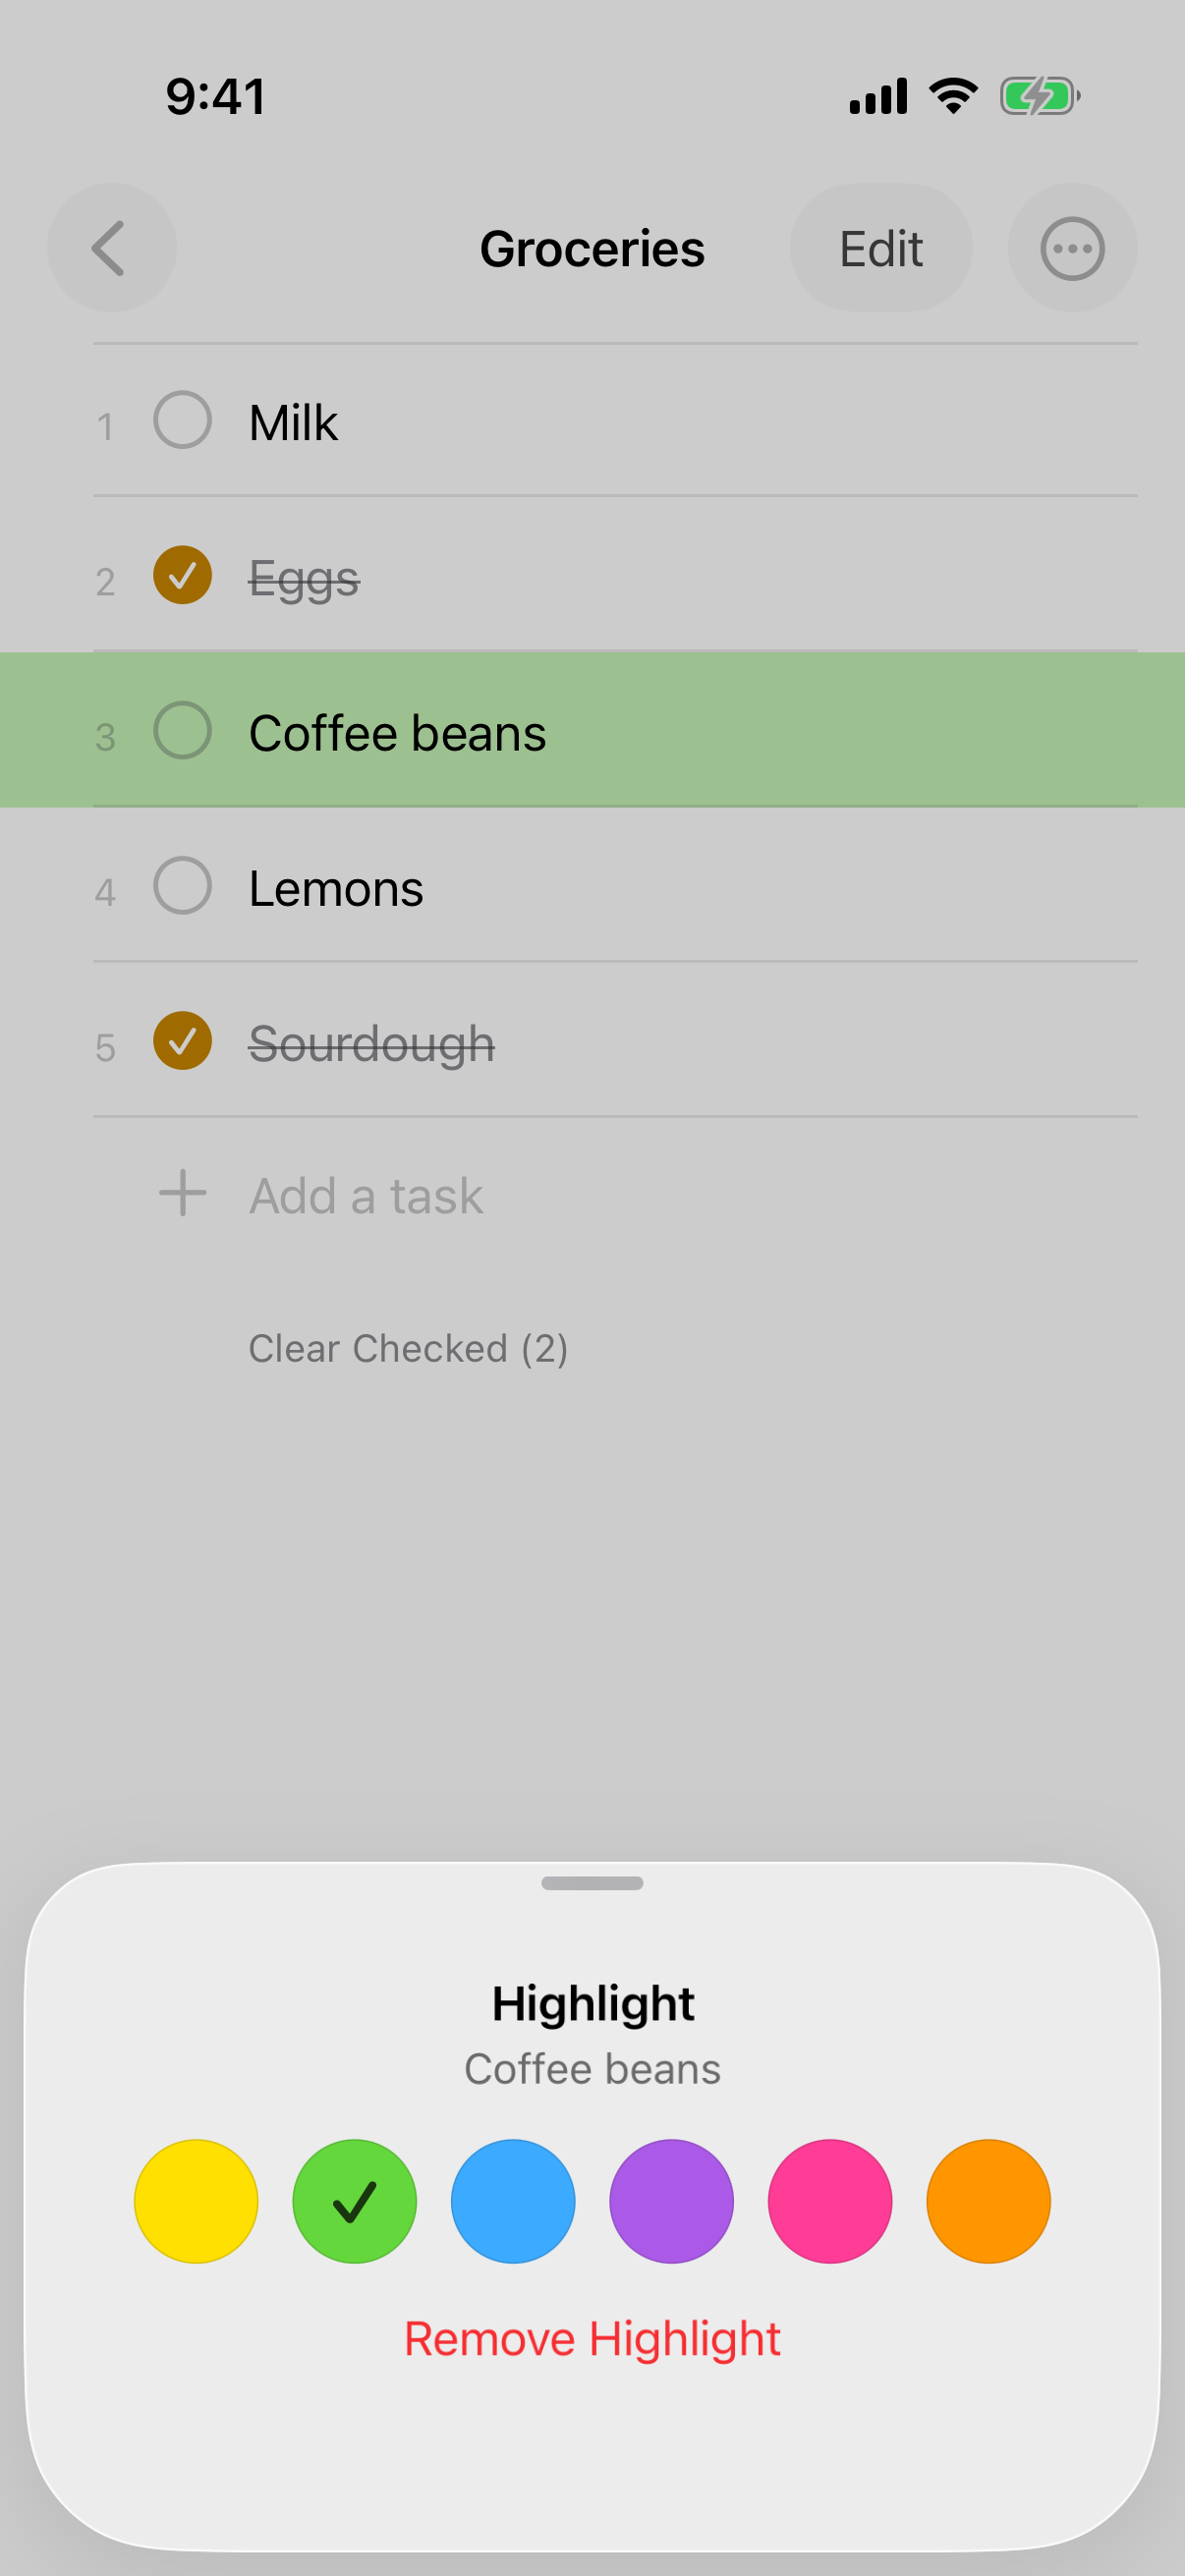 9:41
Groceries
Edit
1 Milk
2 Eggs
3 Coffee beans
4 Lemons
5 Sourdough
Add a task
Clear Checked (2)
Highlight
Coffee beans
Remove Highlight